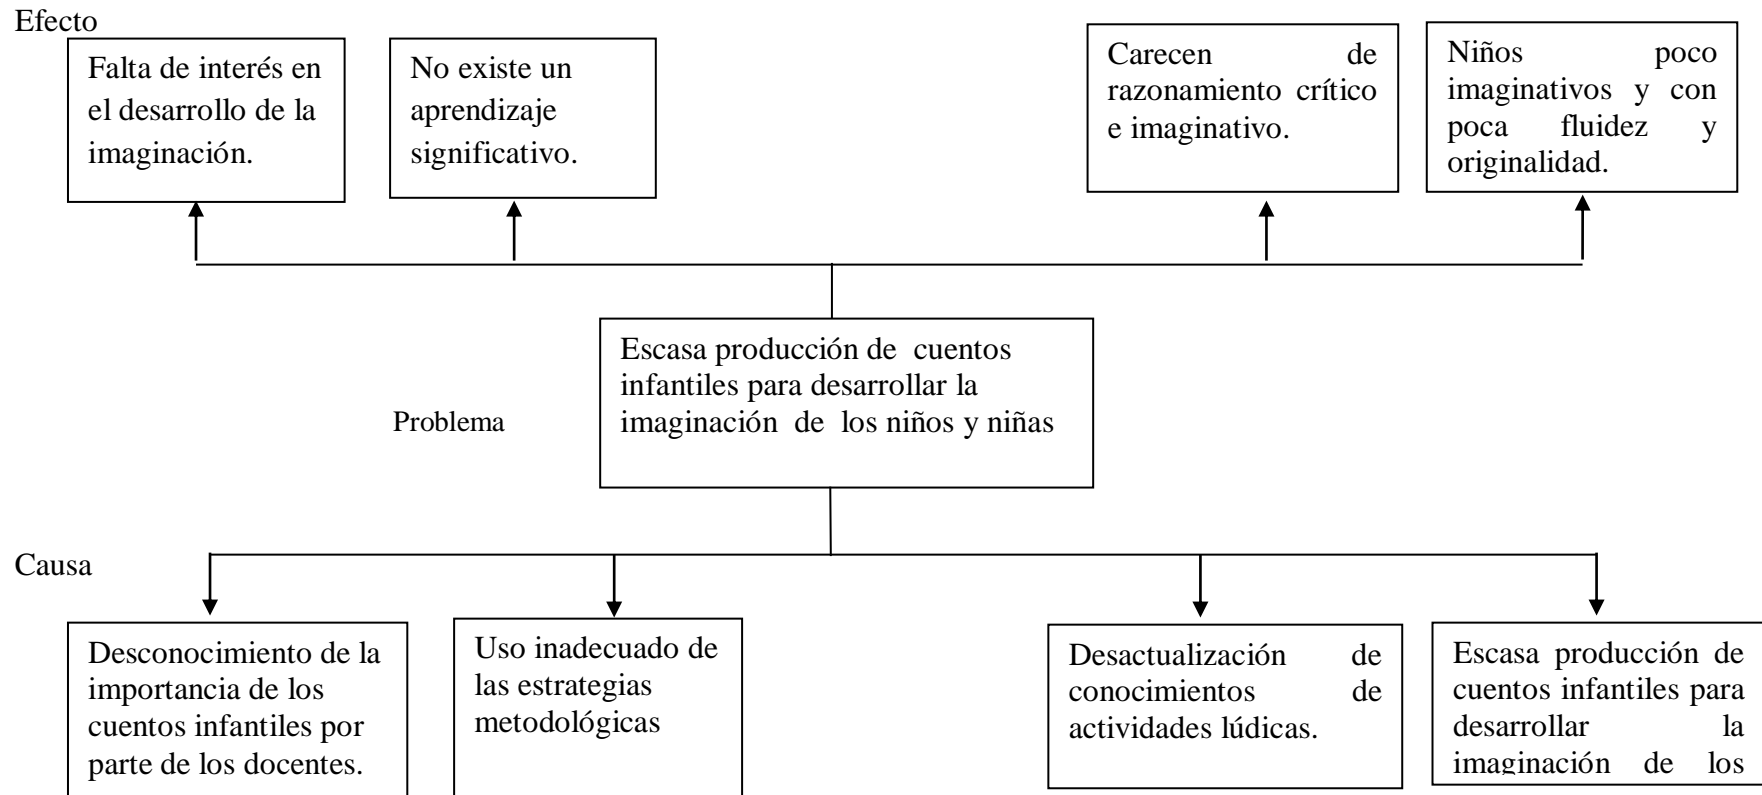 Efecto
Falta de interés en
el desarrollo de la
imaginación.
No existe un
aprendizaje
significativo.
Carecen de
razonamiento crítico
e imaginativo.
Niños poco
imaginativos y con
poca fluidez y
originalidad.
Problema
Escasa producción de cuentos
infantiles para desarrollar la
imaginación de los niños y niñas
Causa
Desconocimiento de la
importancia de los
cuentos infantiles por
parte de los docentes.
Uso inadecuado de
las estrategias
metodológicas
Desactualización de
conocimientos de
actividades lúdicas.
Escasa producción de
cuentos infantiles para
desarrollar la
imaginación de los